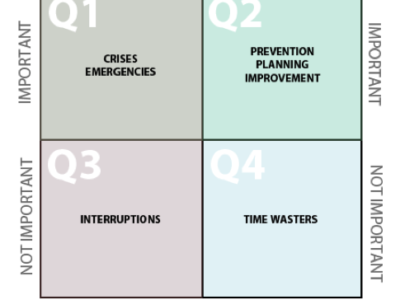 Q1
Q2
IMPORTANT
CRISES
EMERGENCIES
PREVENTION
PLANNING
IMPROVEMENT
IMPORTANT
Q3
Q4
NOT IMPORTANT
INTERRUPTIONS
TIME WASTERS
NOT IMPORTANT